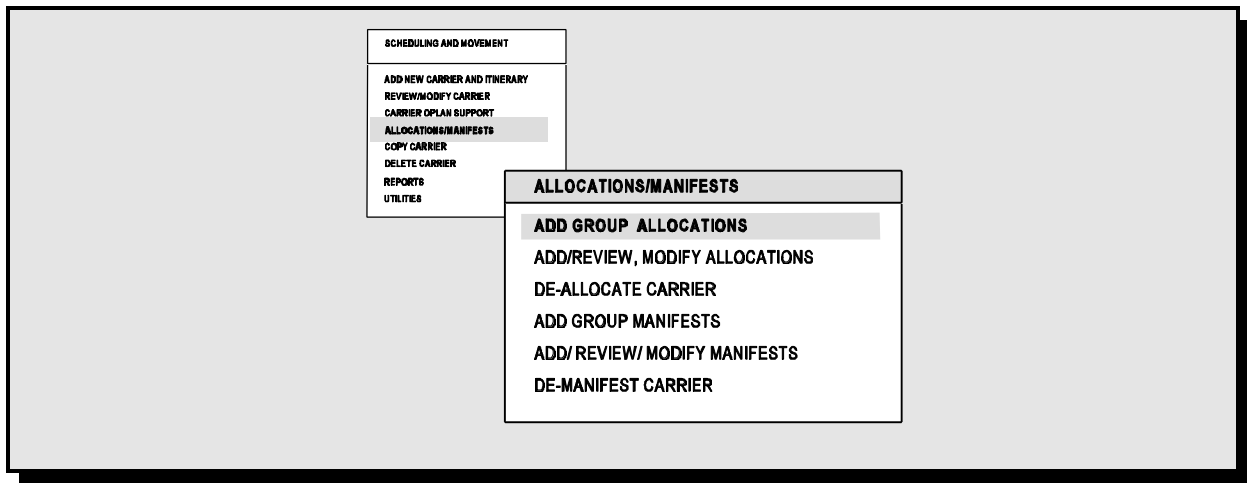 SCHEDULING AND MOVEMENT
ADD NEW CARRIER AND ITINERARY
REVIEW/MODIFY CARRIER
CARRIER OPLAN SUPPORT
ALLOCATIONS/MANIFESTS
COPY CARRIER
DELETE CARRIER
REPORTS
UTILITIES
ALLOCATIONS/MANIFESTS
ADD GROUP ALLOCATIONS
ADD/REVIEW, MODIFY ALLOCATIONS
DE-ALLOCATE CARRIER
ADD GROUP MANIFESTS
ADD/ REVIEW/ MODIFY MANIFESTS
DE-MANIFEST CARRIER